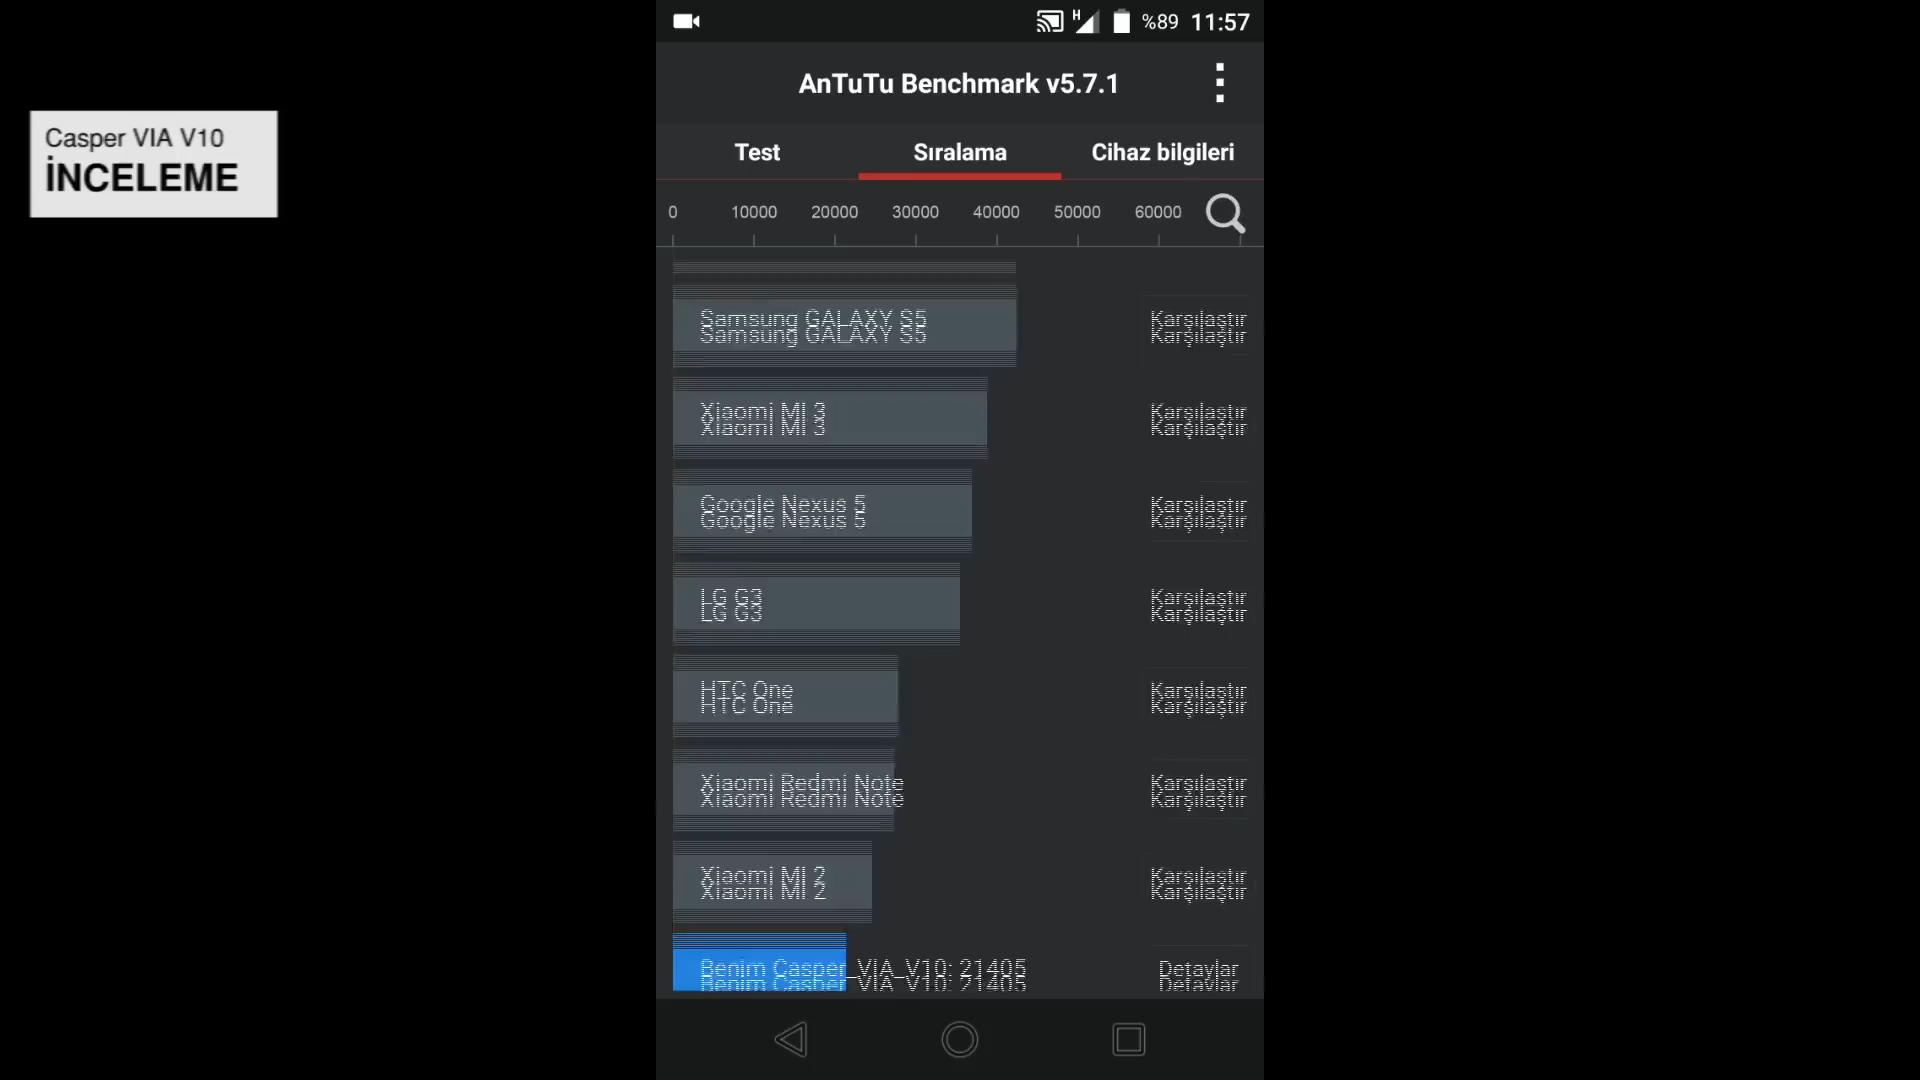 Casper VIA V10
İNCELEME
H %89 11:57
AnTuTu Benchmark v5.7.1
Test Sıralama Cihaz bilgileri
0 10000 20000 30000 40000 50000 60000
Samsung GALAXY S5 Karşılaştır
Xiaomi MI 3 Karşılaştır
Google Nexus 5 Karşılaştır
LG G3 Karşılaştır
HTC One Karşılaştır
Xiaomi Redmi Note Karşılaştır
Xiaomi MI 2 Karşılaştır
Benim Casper_VIA_V10: 21405 Detaylar